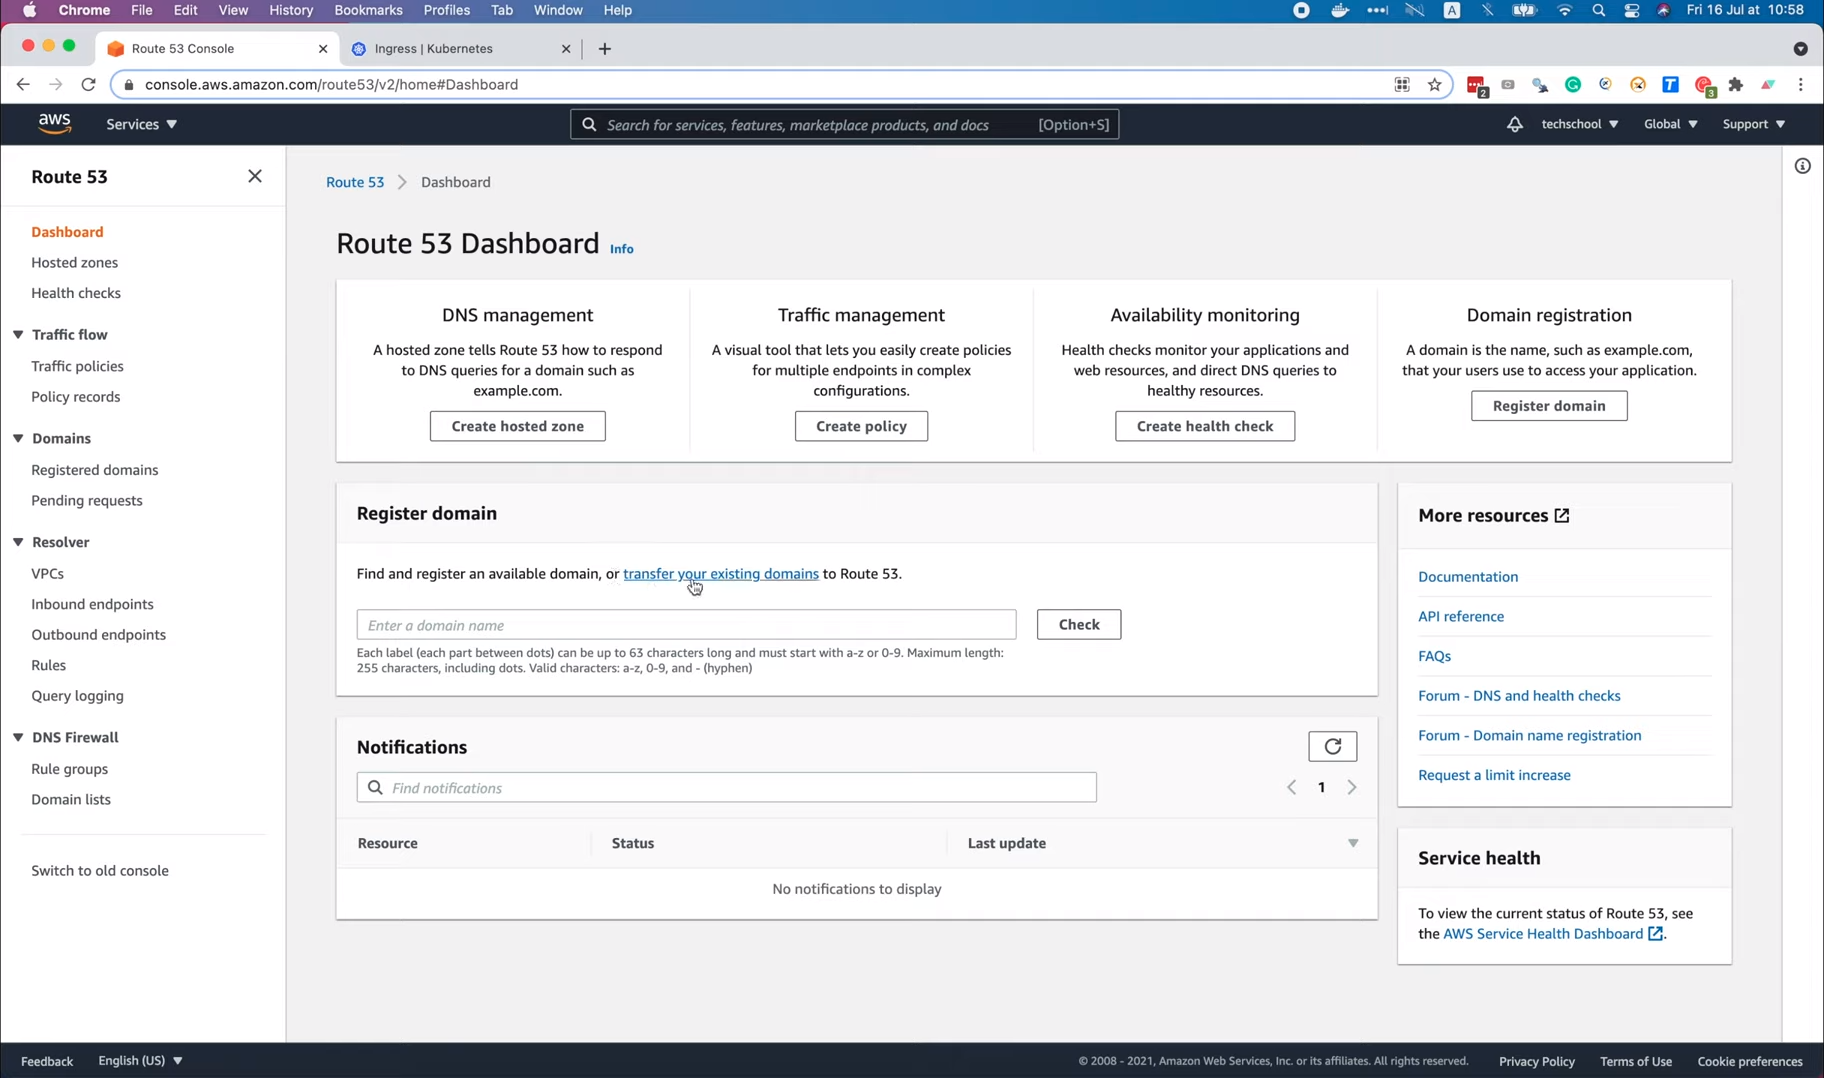 Chrome File Edit View History Bookmarks Profiles Tab Window Help
A
Fri 16 Jul at 10:58
Route 53 Console
Ingress | Kubernetes
console.aws.amazon.com/route53/v2/home#Dashboard
2
T
3
aws
Services
Search for services, features, marketplace products, and docs [Option+S]
techschool
Global
Support
Route 53
Dashboard
Hosted zones
Health checks
Traffic flow
Traffic policies
Policy records
Domains
Registered domains
Pending requests
Resolver
VPCs
Inbound endpoints
Outbound endpoints
Rules
Query logging
DNS Firewall
Rule groups
Domain lists
Switch to old console
Route 53 Dashboard
Route 53 Dashboard Info
DNS management
A hosted zone tells Route 53 how to respond
to DNS queries for a domain such as
example.com.
Create hosted zone
Traffic management
A visual tool that lets you easily create policies
for multiple endpoints in complex
configurations.
Create policy
Availability monitoring
Health checks monitor your applications and
web resources, and direct DNS queries to
healthy resources.
Create health check
Domain registration
A domain is the name, such as example.com,
that your users use to access your application.
Register domain
Register domain
Find and register an available domain, or transfer your existing domains to Route 53.
Enter a domain name
Check
Each label (each part between dots) can be up to 63 characters long and must start with a-z or 0-9. Maximum length:
255 characters, including dots. Valid characters: a-z, 0-9, and - (hyphen)
Notifications
Find notifications
1
Resource Status Last update
No notifications to display
More resources
Documentation
API reference
FAQs
Forum - DNS and health checks
Forum - Domain name registration
Request a limit increase
Service health
To view the current status of Route 53, see
the AWS Service Health Dashboard.
Feedback
English (US)
© 2008 - 2021, Amazon Web Services, Inc. or its affiliates. All rights reserved.
Privacy Policy
Terms of Use
Cookie preferences